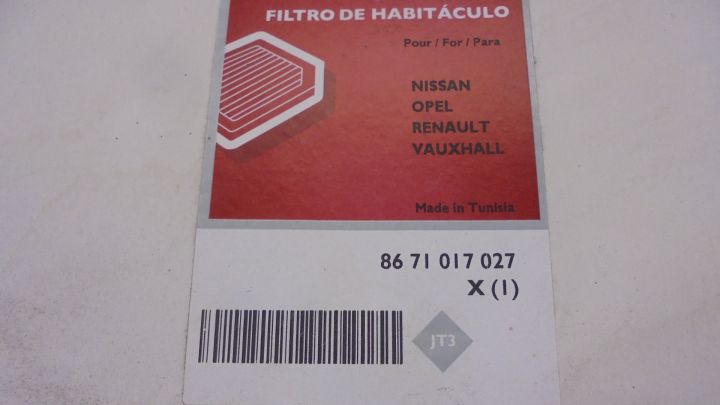 FILTRO DE HABITÁCULO
Pour / For / Para
NISSAN
OPEL
RENAULT
VAUXHALL
Made in Tunisia
86 71 017 027
X (1)
JT3